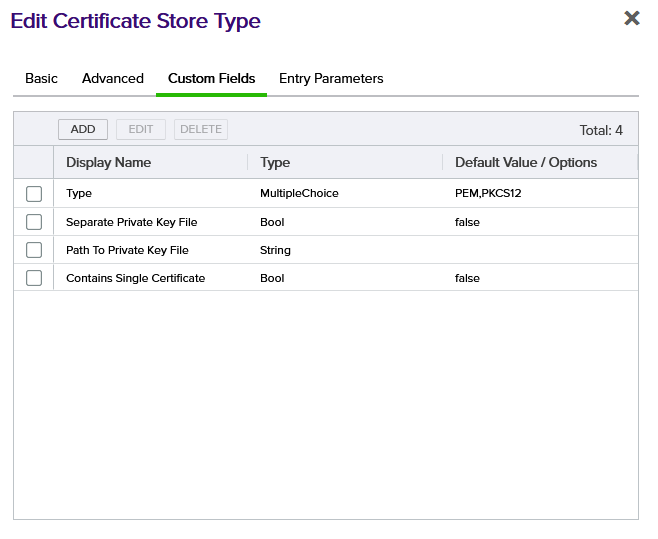 Edit Certificate Store Type
Basic Advanced Custom Fields Entry Parameters
ADD EDIT DELETE Total: 4
Display Name Type Default Value / Options
Type MultipleChoice PEM,PKCS12
Separate Private Key File Bool false
Path To Private Key File String
Contains Single Certificate Bool false